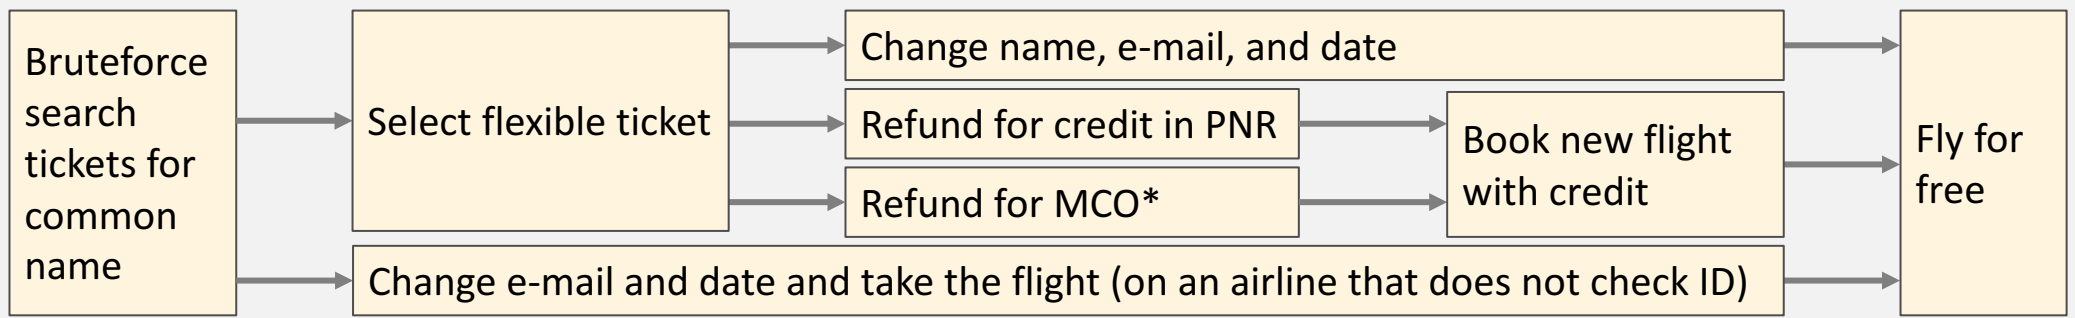 Bruteforce
search
tickets for
common
name
Select flexible ticket
Change name, e-mail, and date
Refund for credit in PNR
Refund for MCO*
Book new flight
with credit
Change e-mail and date and take the flight (on an airline that does not check ID)
Fly for
free